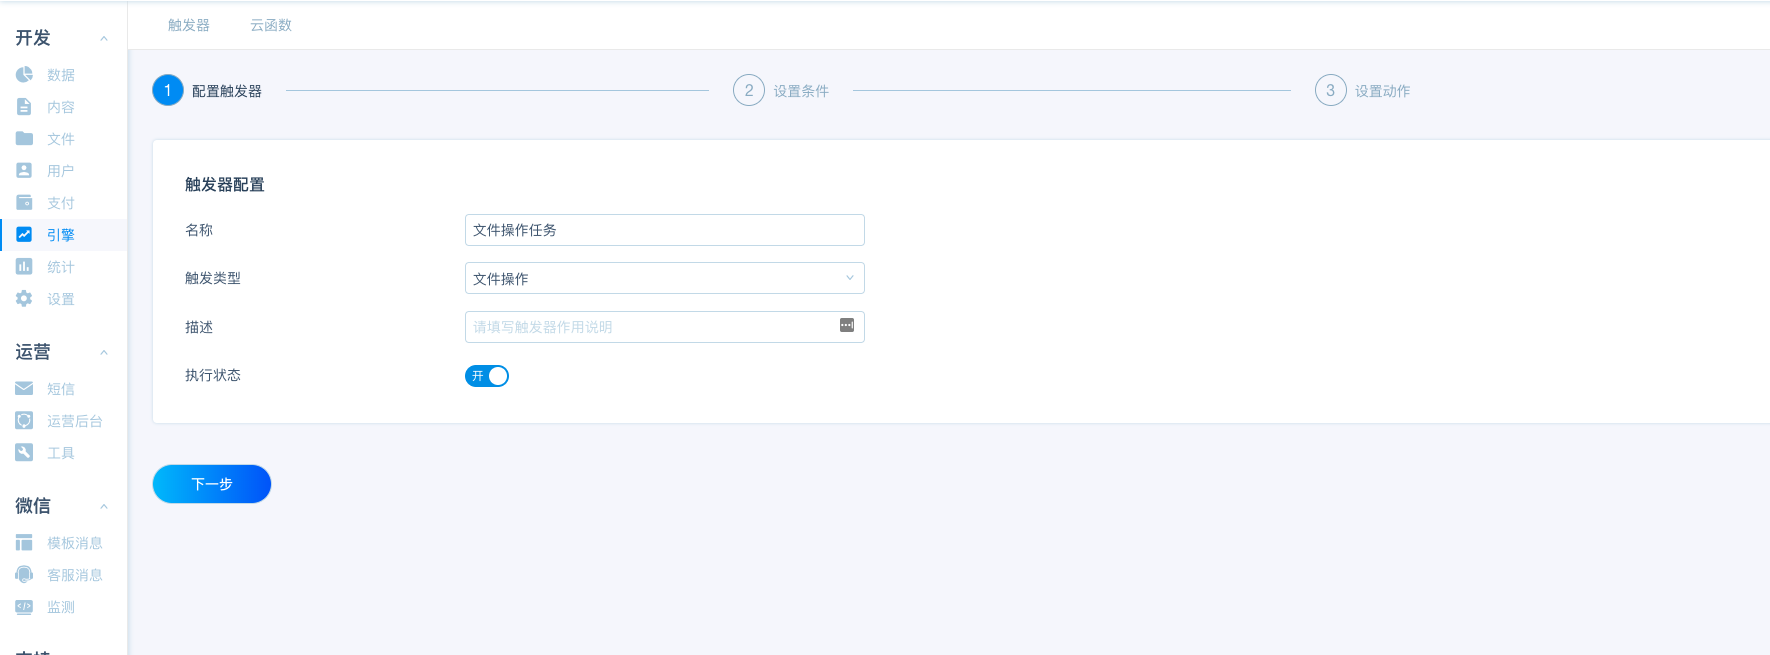 触发器
云函数
开发
数据
内容
文件
用户
支付
引擎
统计
设置
运营
短信
运营后台
工具
微信
模板消息
客服消息
监测
1 配置触发器
2 设置条件
3 设置动作
触发器配置
名称
文件操作任务
触发类型
文件操作
描述
请填写触发器作用说明
执行状态
开
下一步